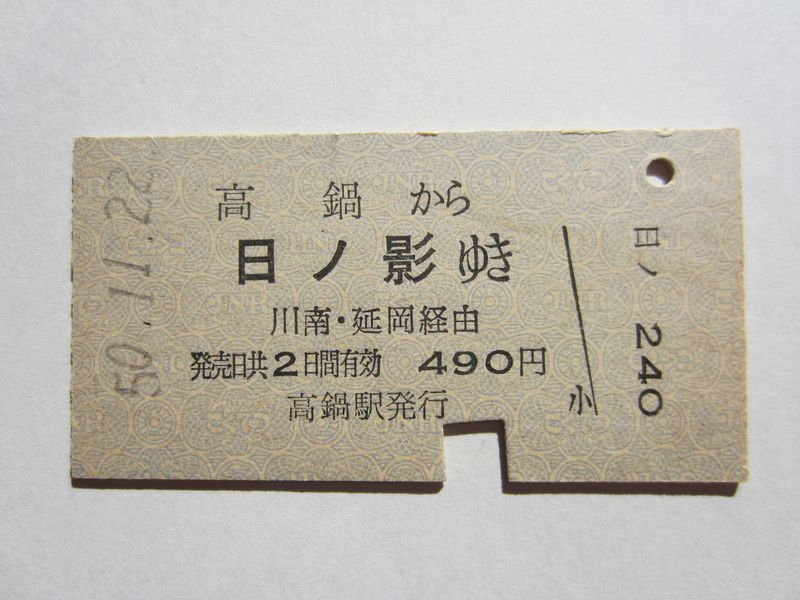 50.11.22
高鍋から
日ノ影ゆき
川南・延岡経由
発売日共2日間有効 490円
高鍋駅発行
小
日ノ 240